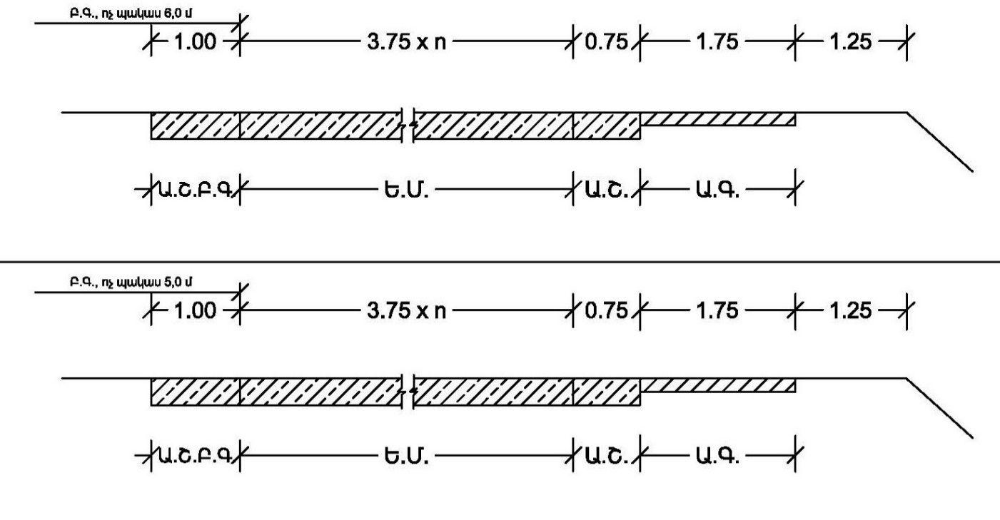 Բ.Գ., ոչ պակաս 6,0 մ
1.00 3.75 x n 0.75 1.75 1.25
Ա.Շ.Բ.Գ. Ե.Մ. Ա.Շ. Ա.Գ.
Բ.Գ., ոչ պակաս 5,0 մ
1.00 3.75 x n 0.75 1.75 1.25
Ա.Շ.Բ.Գ. Ե.Մ. Ա.Շ. Ա.Գ.